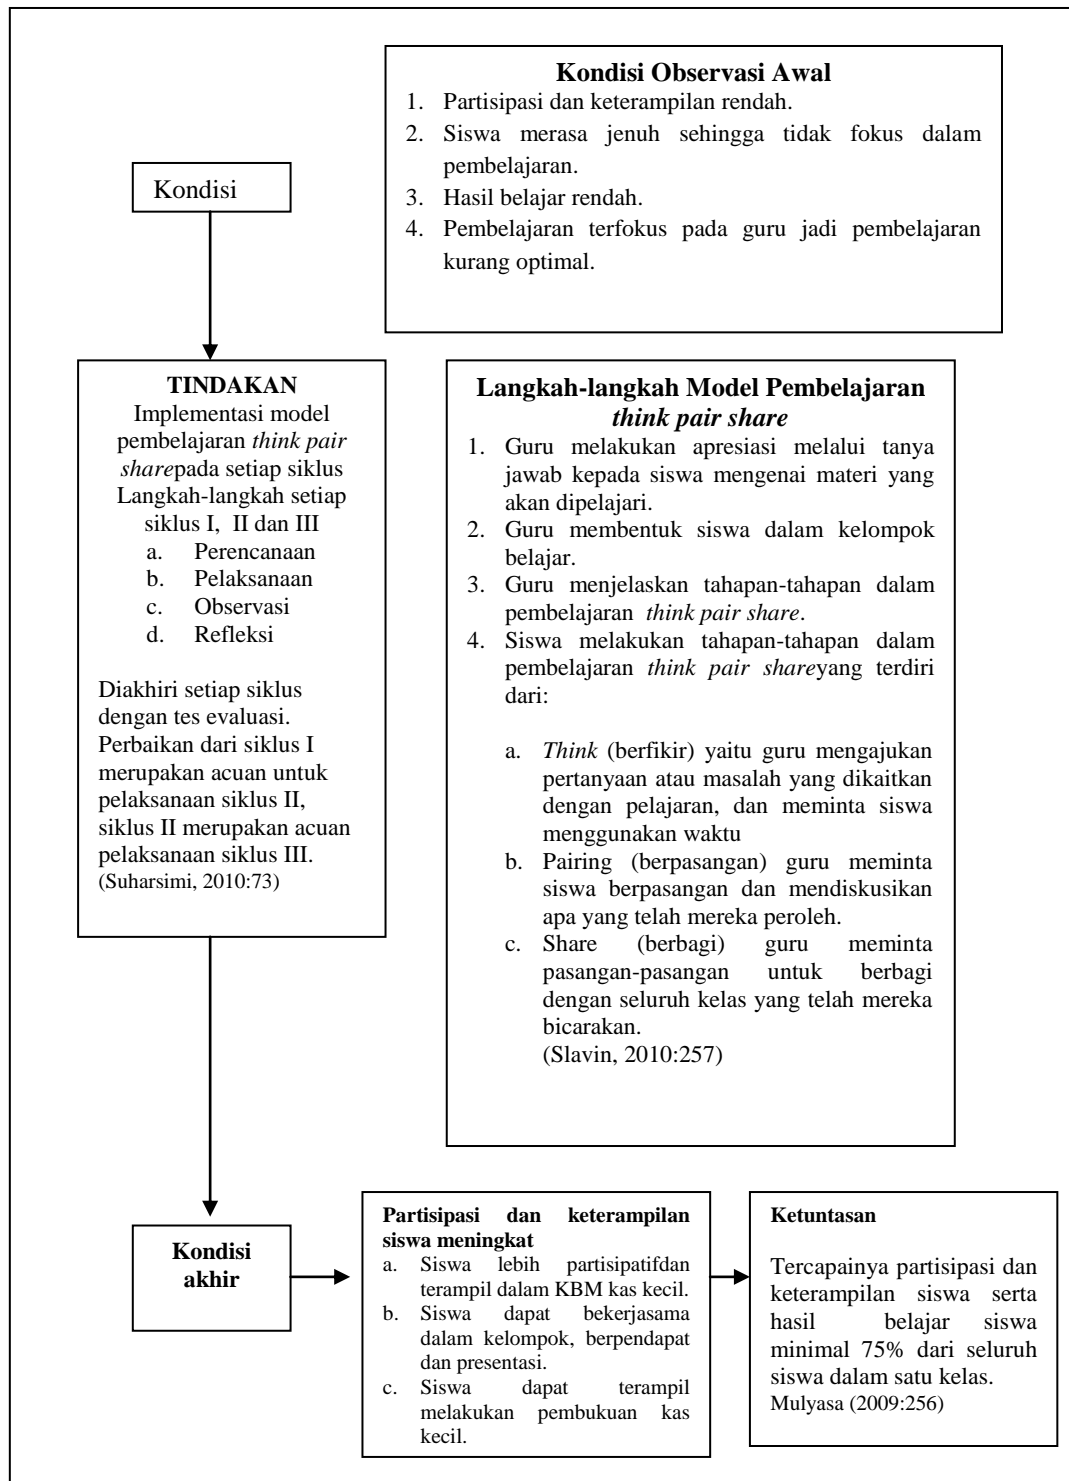 Kondisi Observasi Awal
1. Partisipasi dan keterampilan rendah.
2. Siswa merasa jenuh sehingga tidak fokus dalam
pembelajaran.
3. Hasil belajar rendah.
4. Pembelajaran terfokus pada guru jadi pembelajaran
kurang optimal.
Kondisi
TINDAKAN
Implementasi model
pembelajaran think pair
sharepada setiap siklus
Langkah-langkah setiap
siklus I, II dan III
a. Perencanaan
b. Pelaksanaan
c. Observasi
d. Refleksi
Diakhiri setiap siklus
dengan tes evaluasi.
Perbaikan dari siklus I
merupakan acuan untuk
pelaksanaan siklus II,
siklus II merupakan acuan
pelaksanaan siklus III.
(Suharsimi, 2010:73)
Langkah-langkah Model Pembelajaran
think pair share
1. Guru melakukan apresiasi melalui tanya
jawab kepada siswa mengenai materi yang
akan dipelajari.
2. Guru membentuk siswa dalam kelompok
belajar.
3. Guru menjelaskan tahapan-tahapan dalam
pembelajaran think pair share.
4. Siswa melakukan tahapan-tahapan dalam
pembelajaran think pair shareyang terdiri
dari:
a. Think (berfikir) yaitu guru mengajukan
pertanyaan atau masalah yang dikaitkan
dengan pelajaran, dan meminta siswa
menggunakan waktu
b. Pairing (berpasangan) guru meminta
siswa berpasangan dan mendiskusikan
apa yang telah mereka peroleh.
c. Share (berbagi) guru meminta
pasangan-pasangan untuk berbagi
dengan seluruh kelas yang telah mereka
bicarakan.
(Slavin, 2010:257)
Kondisi
akhir
Partisipasi dan keterampilan
siswa meningkat
a. Siswa lebih partisipatifdan
terampil dalam KBM kas kecil.
b. Siswa dapat bekerjasama
dalam kelompok, berpendapat
dan presentasi.
c. Siswa dapat terampil
melakukan pembukuan kas
kecil.
Ketuntasan
Tercapainya partisipasi dan
keterampilan siswa serta
hasil belajar siswa
minimal 75% dari seluruh
siswa dalam satu kelas.
Mulyasa (2009:256)